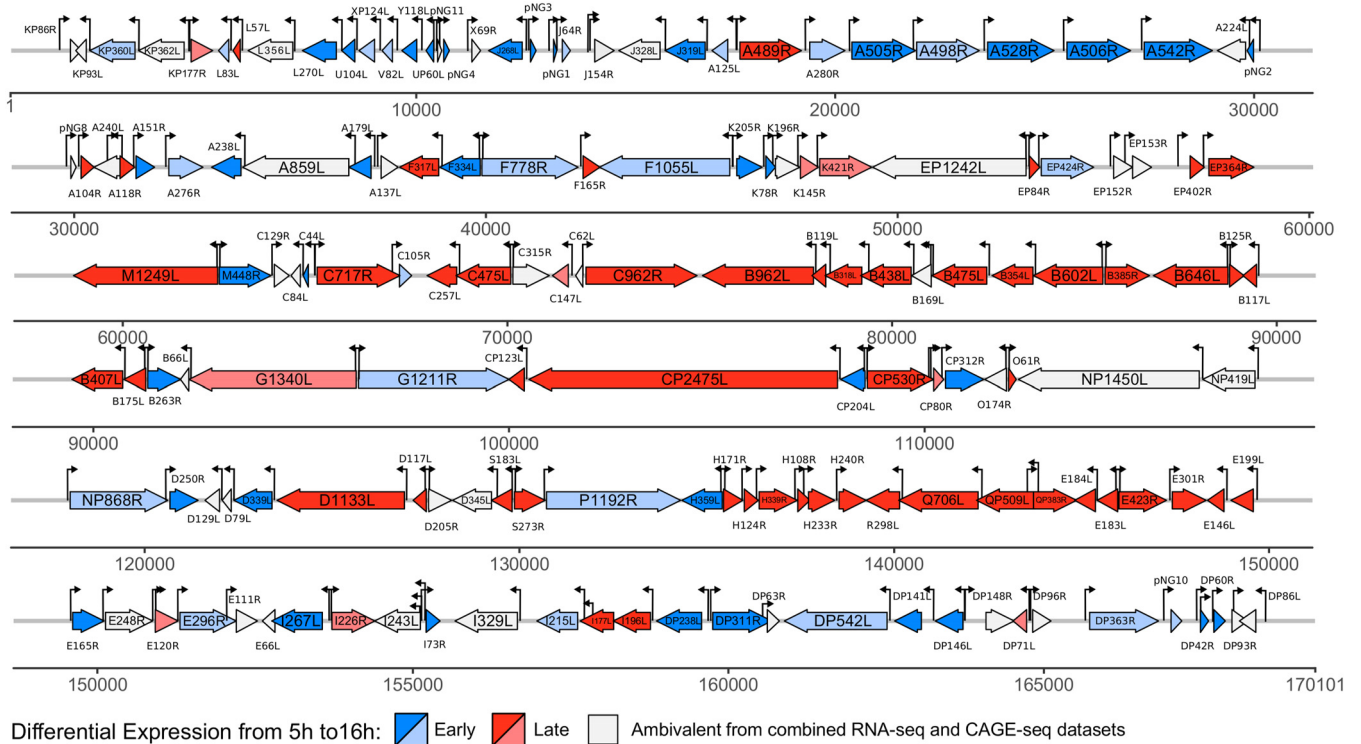 KP86R XP124L Y118L pNG11 pNG3
L57L X69R J64R A224L
KP360L KP362L L356L J268L J328L J319L A489R A505R A498R A528R A506R A542R
KP93L KP177R L83L L270L U104L V82L UP60L pNG4 pNG1 J154R A125L A280R pNG2
1 10000 20000 30000
pNG8 A240L A151R A179L K205R K196R EP153R
A238L
A859L F317L F334L F778R F1055L K421R EP1242L EP424R EP364R
A104R A118R A276R A137L F165R K78R K145R EP84R EP152R EP402R
30000 40000 50000 60000
C129R C44L C62L B119L B125R
C105R C315R
M1249L M448R C717R C475L C962R B962L B318L B438L B475L B354L B602L B385R B646L
C84L C257L C147L B169L B117L
60000 70000 80000 90000
B66L CP123L CP312R O61R
B407L G1340L G1211R CP2475L CP530R NP1450L NP419L
B175L B263R CP204L CP80R O174R
90000 100000 110000
D117L S183L H171R H108R H240R E199L
D250R E184L E301R
NP868R D339L D1133L D345L P1192R H359L H339R Q706L QP509L QP383R E423R
D129L D79L D205R S273R H124R H233R R298L E183L E146L
120000 130000 140000 150000
pNG10 DP60R
E111R DP63R DP141L DP148R DP96R DP86L
E248R E296R I267L I226R I243L I329L I215L I177L I196L DP238L DP311R DP542L DP363R
E165R E120R E66L I73R DP146L DP71L DP42R DP93R
150000 155000 160000 165000 170101
Differential Expression from 5h to16h: Early Late Ambivalent from combined RNA-seq and CAGE-seq datasets